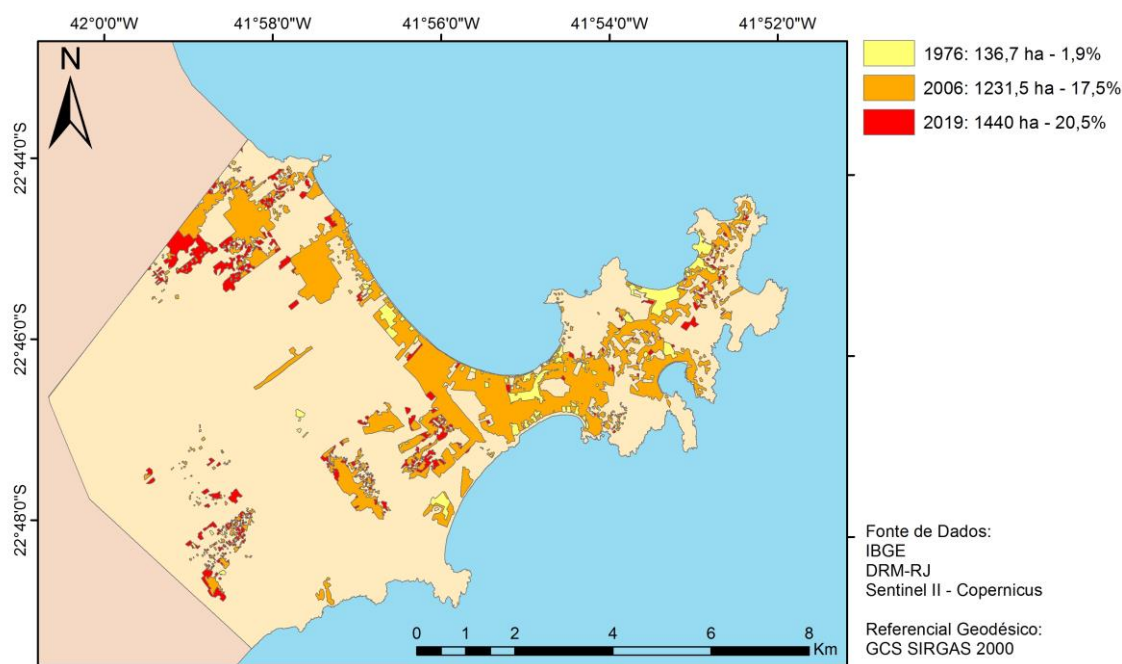 42°0'0"W 41°58'0"W 41°56'0"W 41°54'0"W 41°52'0"W
N
22°44'0"S
22°46'0"S
22°48'0"S
1976: 136,7 ha - 1,9%
2006: 1231,5 ha - 17,5%
2019: 1440 ha - 20,5%
Fonte de Dados:
IBGE
DRM-RJ
Sentinel II - Copernicus
Referencial Geodésico:
GCS SIRGAS 2000
0 1 2 4 6 8
Km